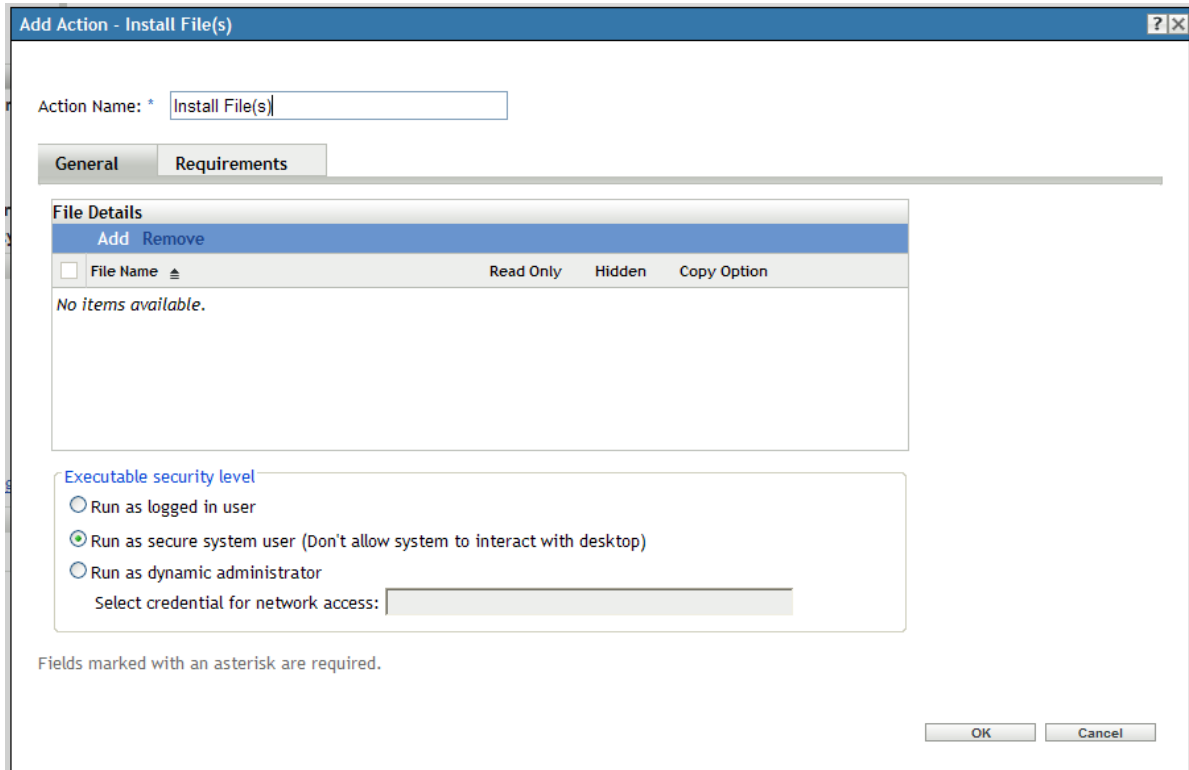 Add Action - Install File(s)
? X
Action Name: * Install File(s)
General Requirements
File Details
Add Remove
File Name Read Only Hidden Copy Option
No items available.
Executable security level
Run as logged in user
Run as secure system user (Don't allow system to interact with desktop)
Run as dynamic administrator
Select credential for network access:
Fields marked with an asterisk are required.
OK Cancel